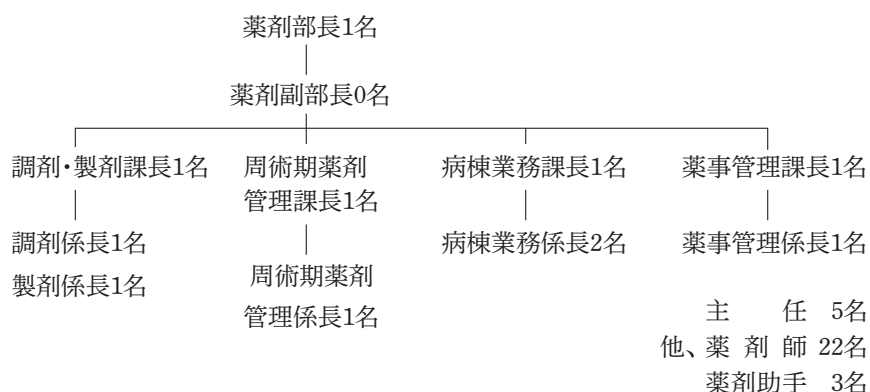 薬剤部長1名
薬剤副部長0名
調剤・製剤課長1名
調剤係長1名
製剤係長1名
周術期薬剤
管理課長1名
周術期薬剤
管理係長1名
病棟業務課長1名
病棟業務係長2名
薬事管理課長1名
薬事管理係長1名
主　　任　5名
他、薬 剤 師 22名
薬剤助手　3名